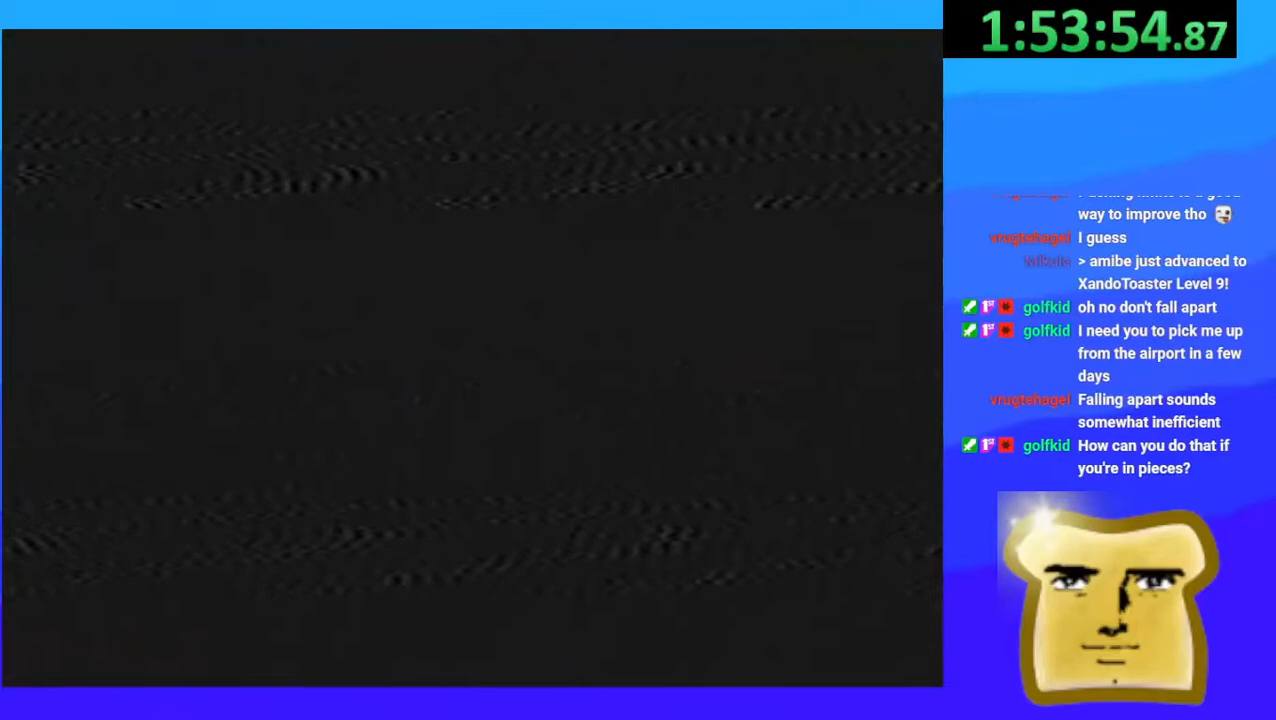 1:53:54.87
way to improve tho
vrugtehagel I guess
> amibe just advanced to
XandoToaster Level 9!
golfkid oh no don't fall apart
golfkid I need you to pick me up
from the airport in a few
days
vrugtehagel Falling apart sounds
somewhat inefficient
golfkid How can you do that if
you're in pieces?